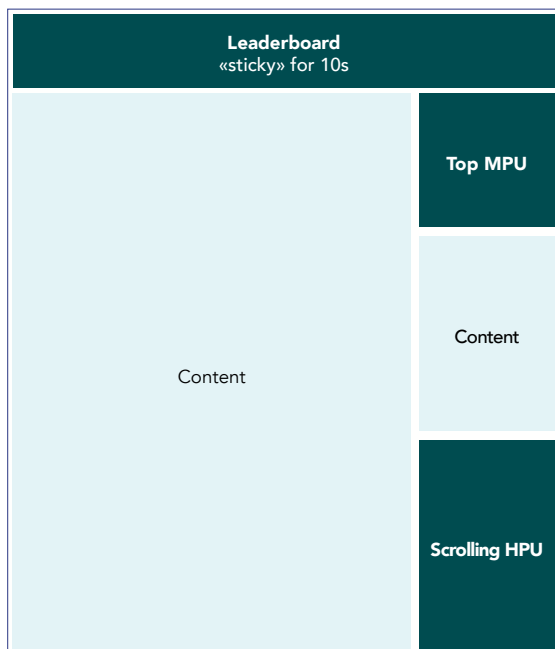 Leaderboard
«sticky» for 10s
Top MPU
Content
Content
Scrolling HPU